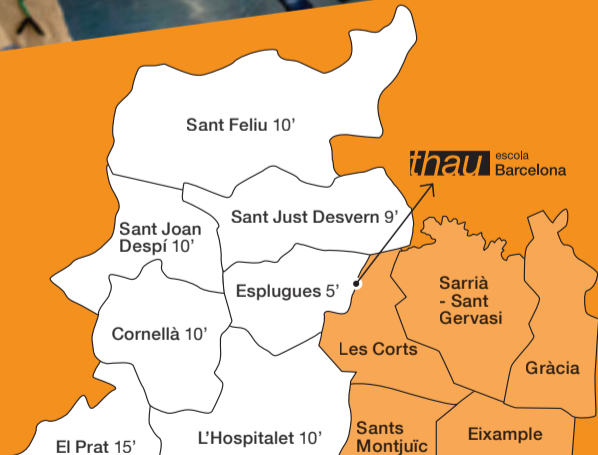 Sant Feliu 10’
thau escola
Barcelona
Sant Just Desvern 9’
Sant Joan
Despí 10’
Esplugues 5’
Sarrià
- Sant
Gervasi
Cornellà 10’
Les Corts
Gràcia
Sants
Montjuïc
Eixample
L’Hospitalet 10’
El Prat 15’